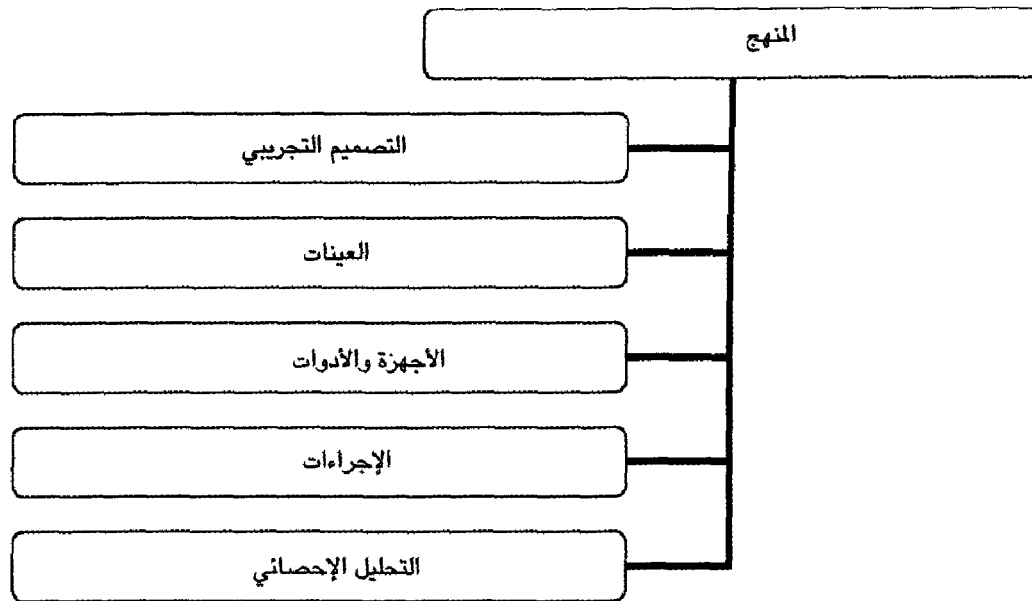 المنهج
التصميم التجريبي
العينات
الأجهزة والأدوات
الإجراءات
التحليل الإحصائي